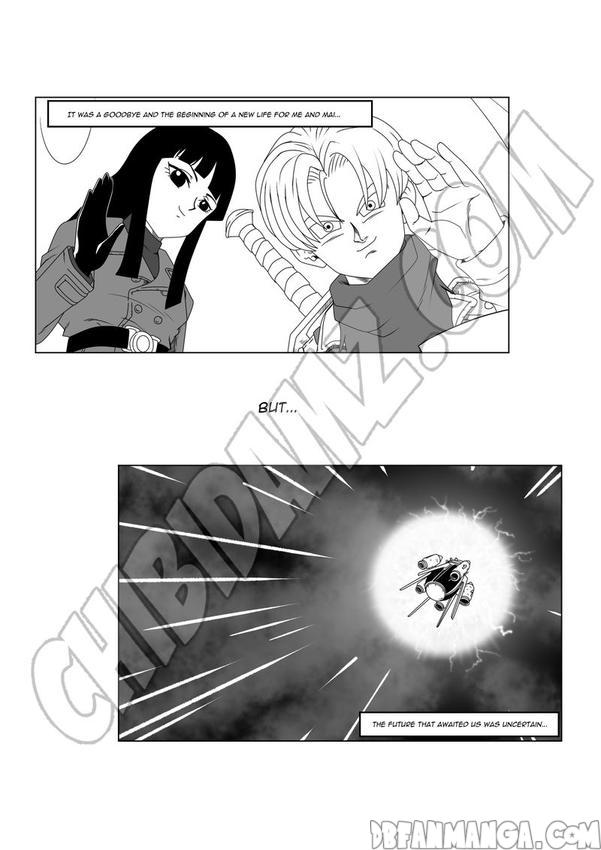 IT WAS A GOODBYE AND THE BEGINNING OF A NEW LIFE FOR ME AND MAI...
BUT...
THE FUTURE THAT AWAITED US WAS UNCERTAIN...
CHIBIDAMZ.COM
DBFANMANGA.COM